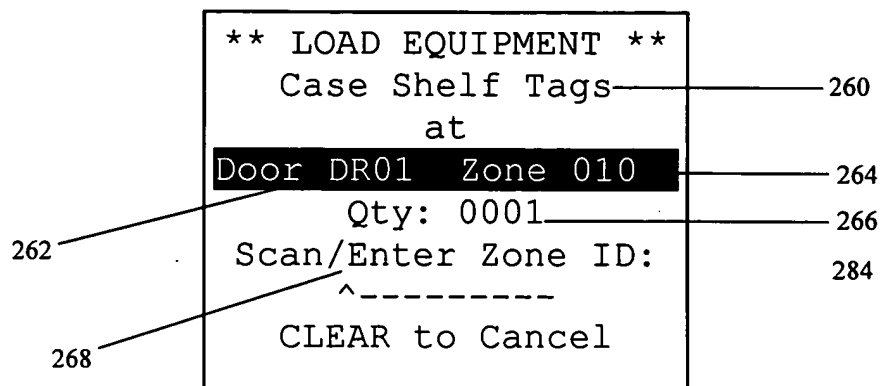 ** LOAD EQUIPMENT **
Case Shelf Tags
260
at
Door DR01 Zone 010
264
Qty: 0001
266
262
Scan/Enter Zone ID:
284
^---------
CLEAR to Cancel
268